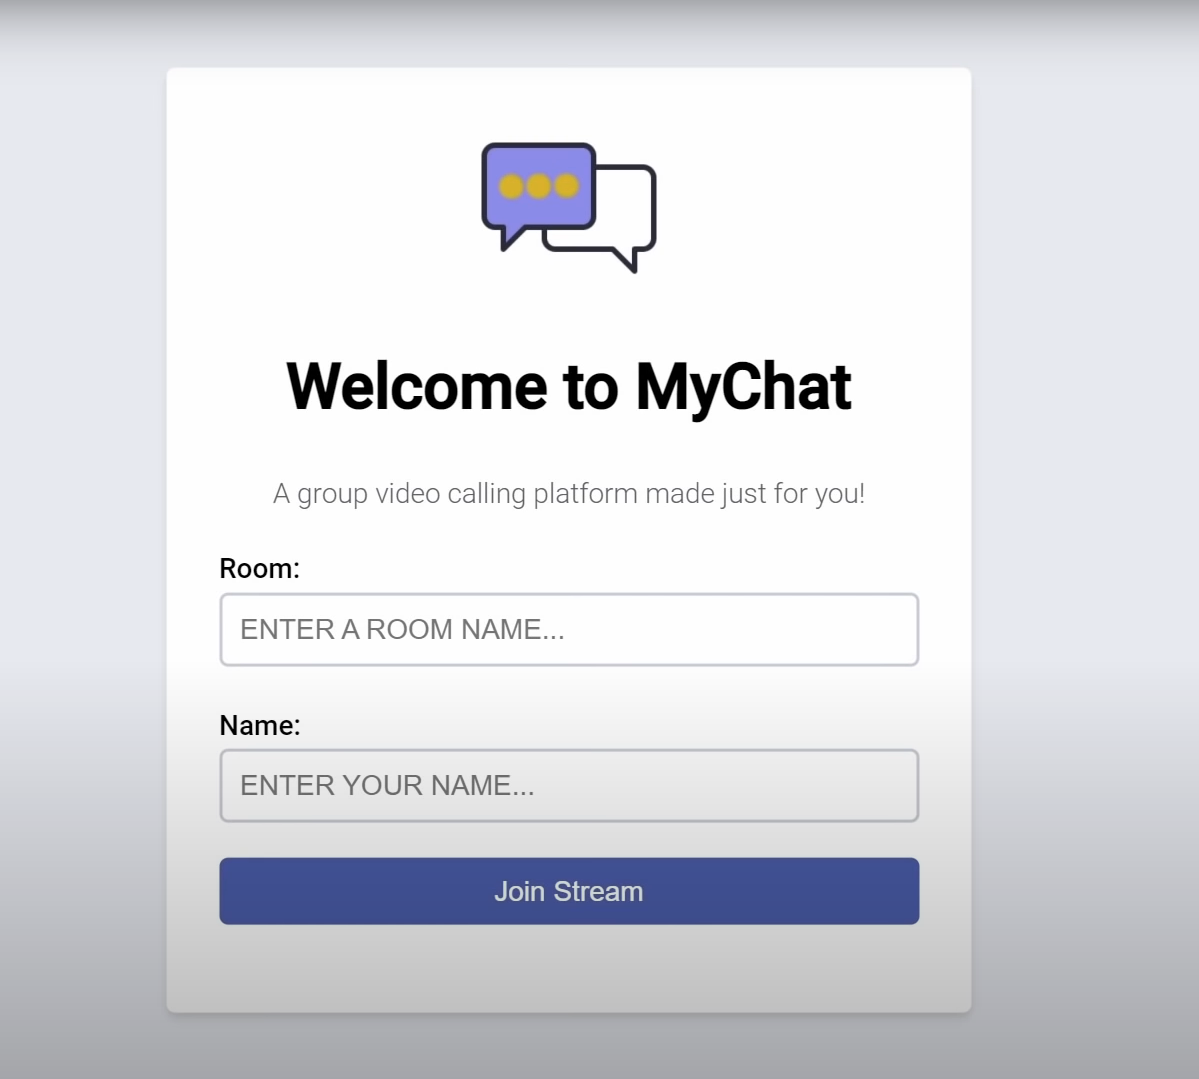 Welcome to MyChat
A group video calling platform made just for you!
Room:
ENTER A ROOM NAME...
Name:
ENTER YOUR NAME...
Join Stream